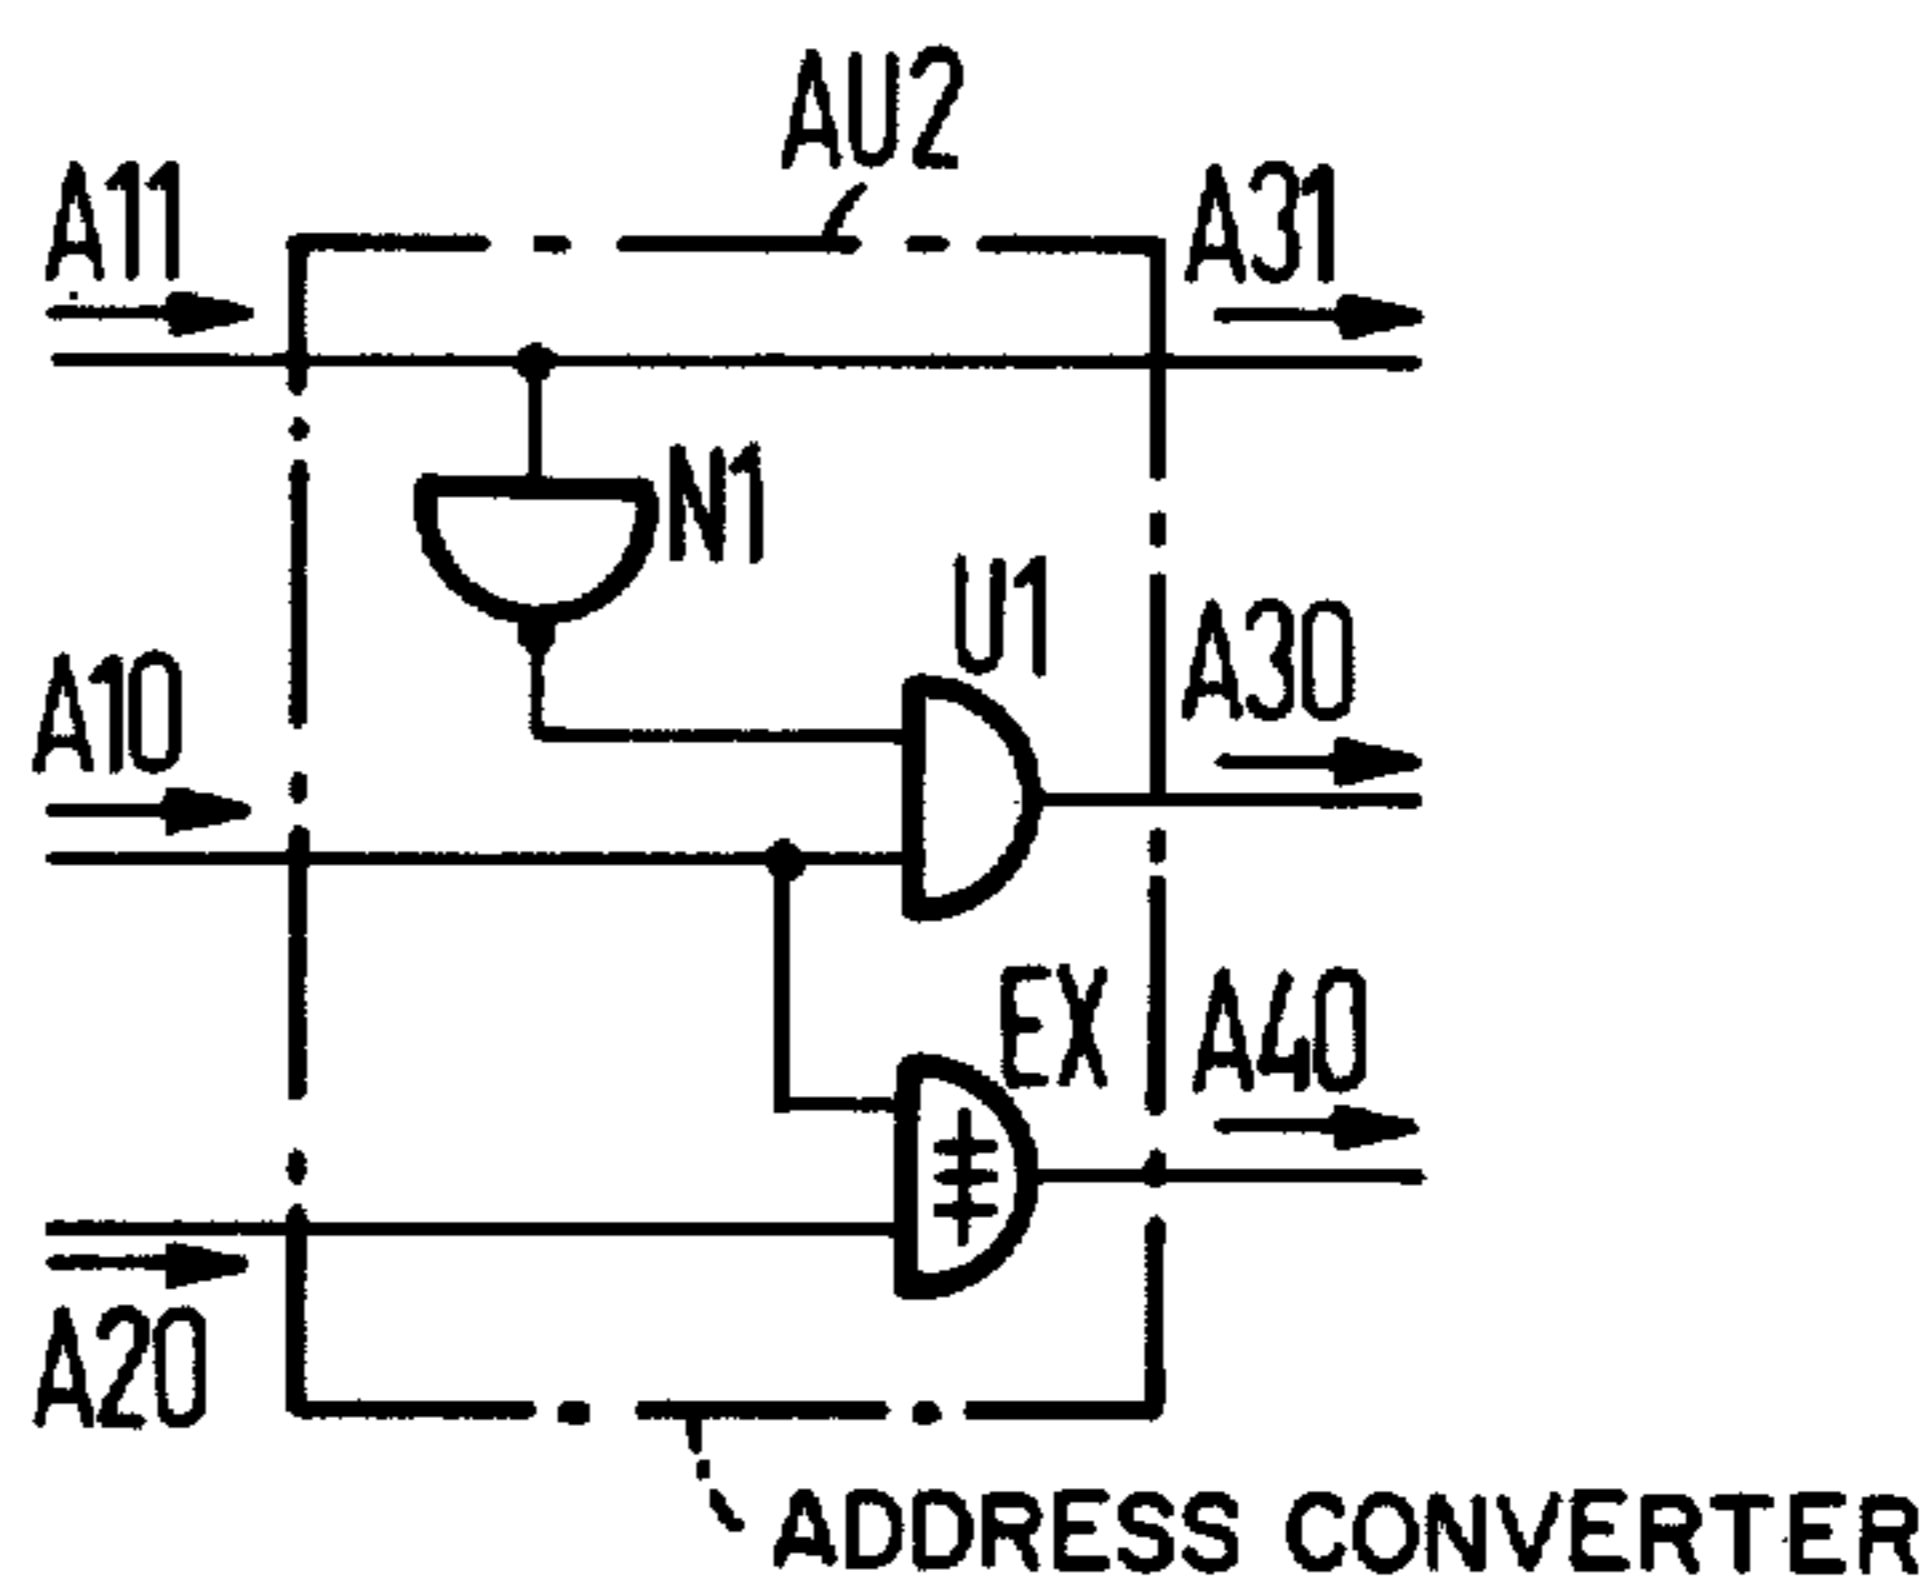 AU2
A11
A31
N1
U1
A10
A30
EX
A40
A20
ADDRESS CONVERTER